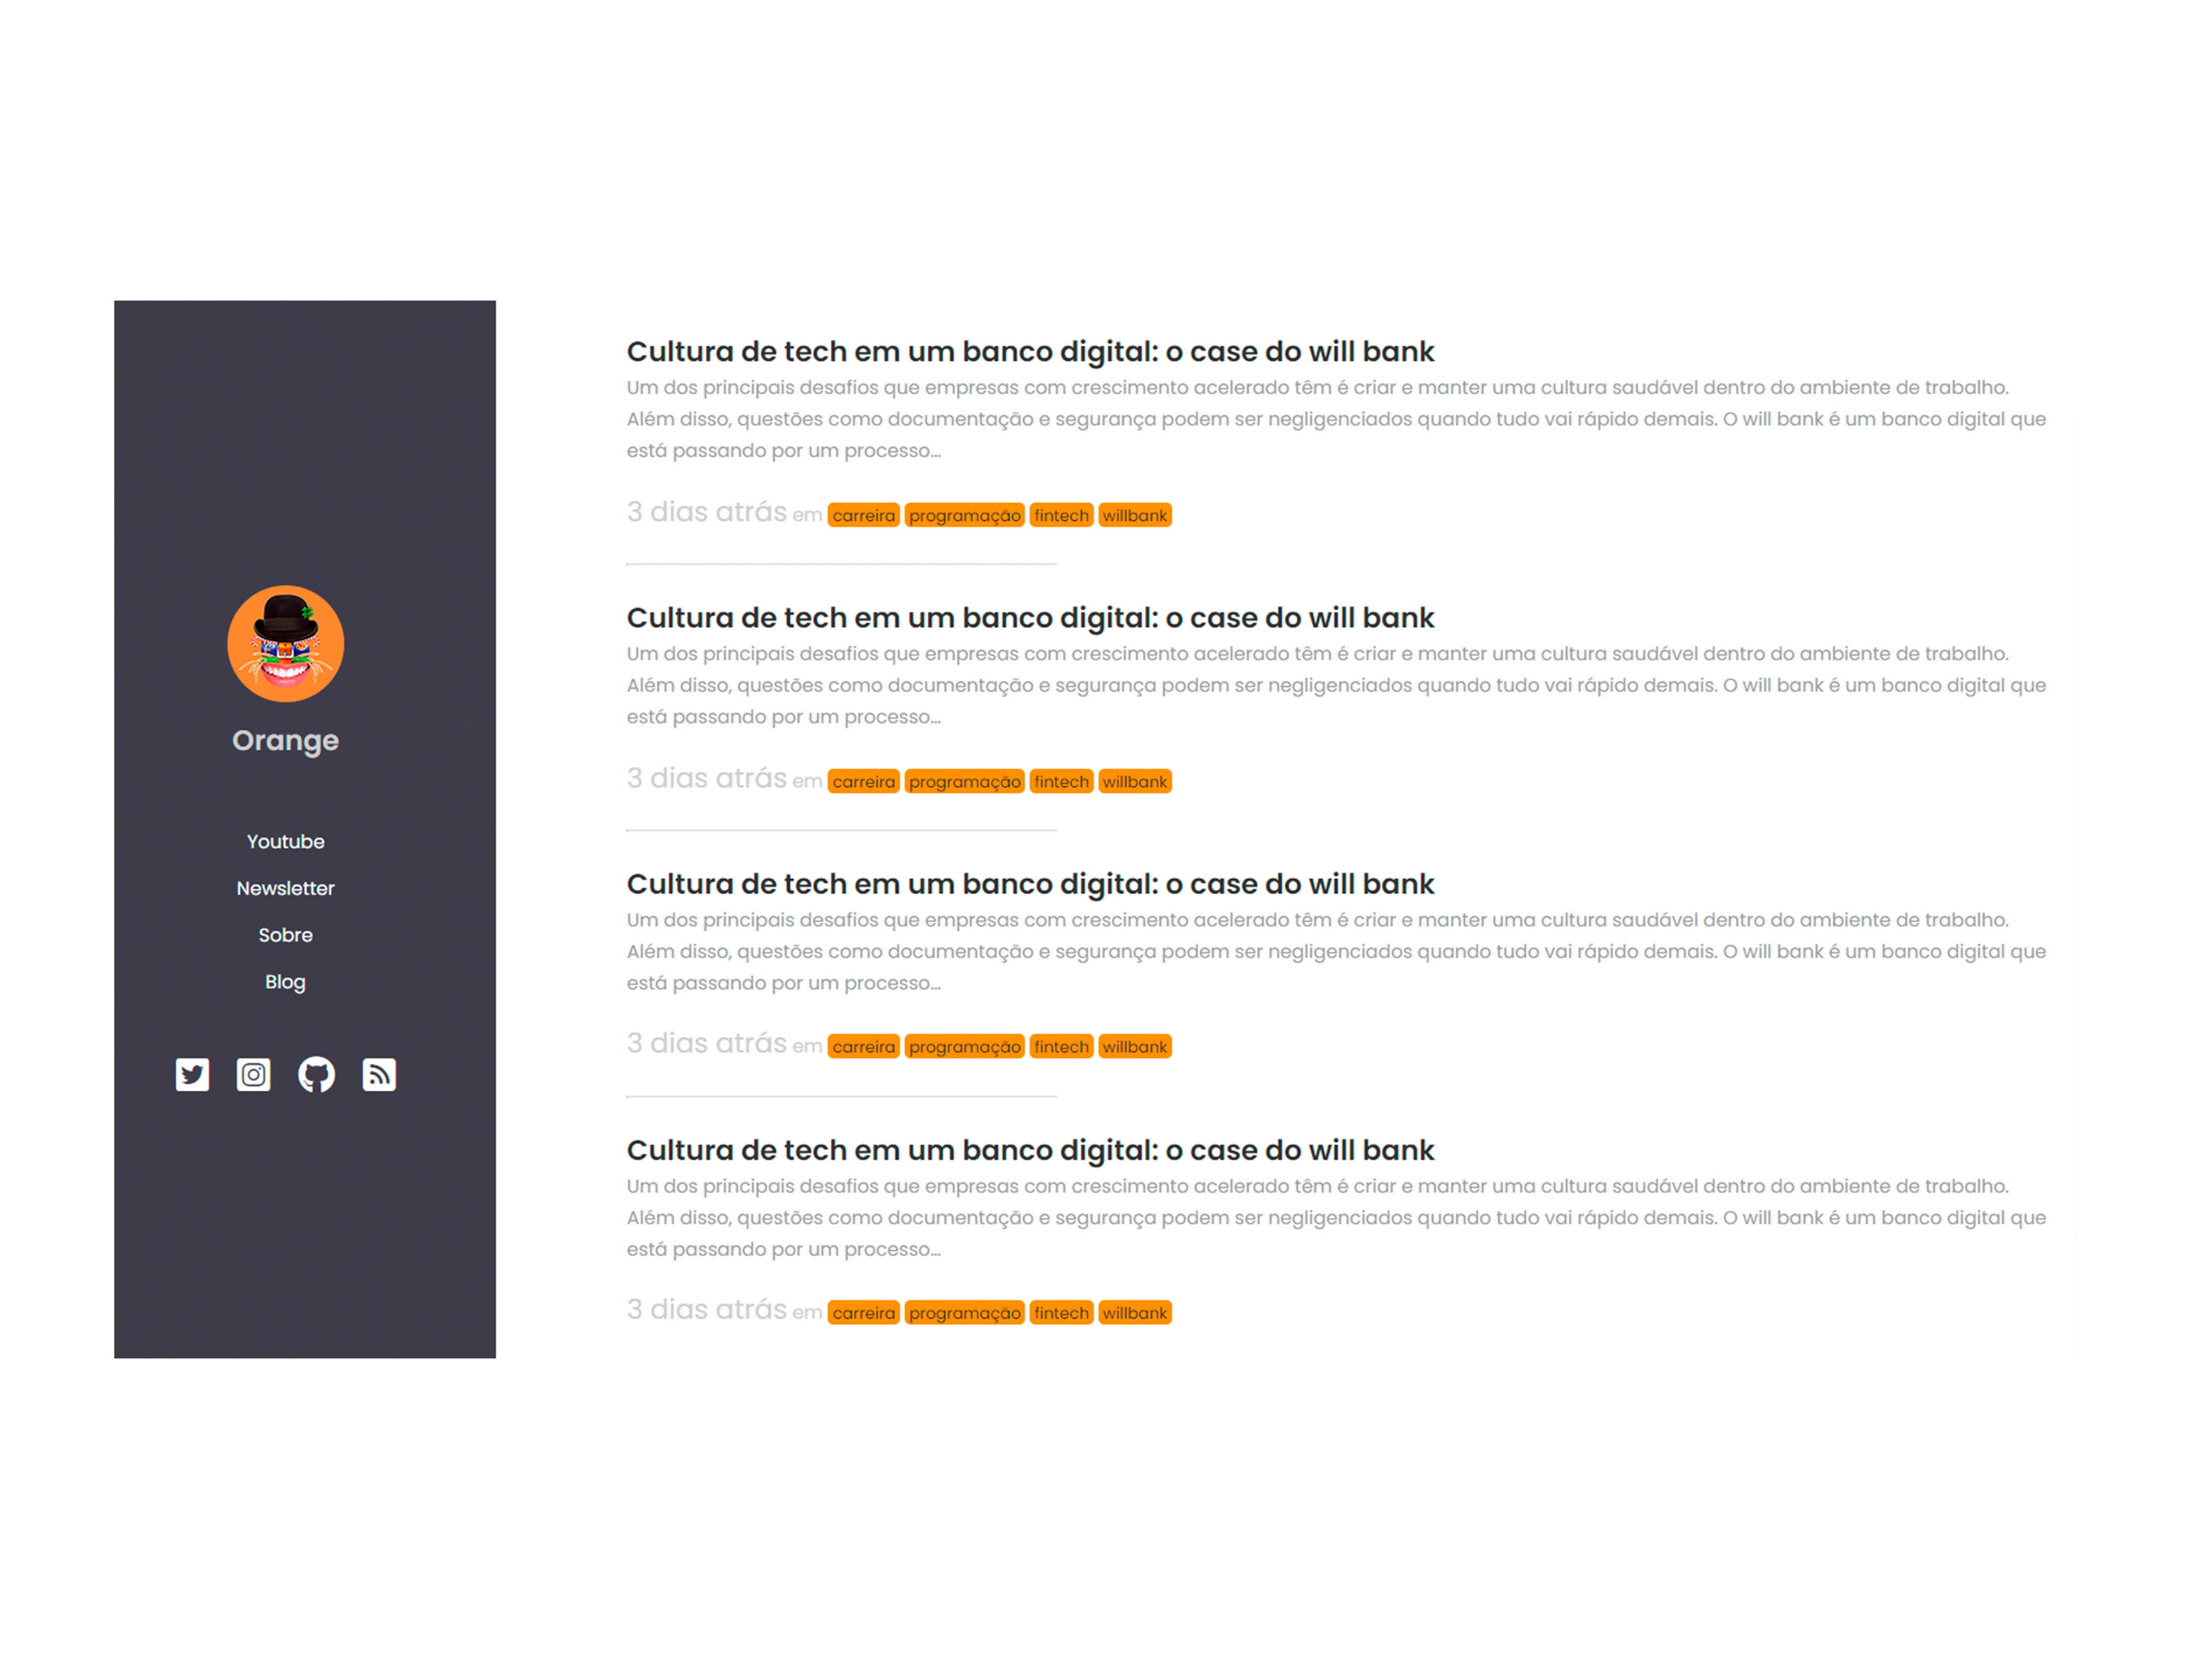 Orange
Youtube
Newsletter
Sobre
Blog
Cultura de tech em um banco digital: o case do will bank
Um dos principais desafios que empresas com crescimento acelerado têm é criar e manter uma cultura saudável dentro do ambiente de trabalho.
Além disso, questões como documentação e segurança podem ser negligenciados quando tudo vai rápido demais. O will bank é um banco digital que
está passando por um processo...
3 dias atrás em carreira programação fintech willbank
Cultura de tech em um banco digital: o case do will bank
Um dos principais desafios que empresas com crescimento acelerado têm é criar e manter uma cultura saudável dentro do ambiente de trabalho.
Além disso, questões como documentação e segurança podem ser negligenciados quando tudo vai rápido demais. O will bank é um banco digital que
está passando por um processo...
3 dias atrás em carreira programação fintech willbank
Cultura de tech em um banco digital: o case do will bank
Um dos principais desafios que empresas com crescimento acelerado têm é criar e manter uma cultura saudável dentro do ambiente de trabalho.
Além disso, questões como documentação e segurança podem ser negligenciados quando tudo vai rápido demais. O will bank é um banco digital que
está passando por um processo...
3 dias atrás em carreira programação fintech willbank
Cultura de tech em um banco digital: o case do will bank
Um dos principais desafios que empresas com crescimento acelerado têm é criar e manter uma cultura saudável dentro do ambiente de trabalho.
Além disso, questões como documentação e segurança podem ser negligenciados quando tudo vai rápido demais. O will bank é um banco digital que
está passando por um processo...
3 dias atrás em carreira programação fintech willbank